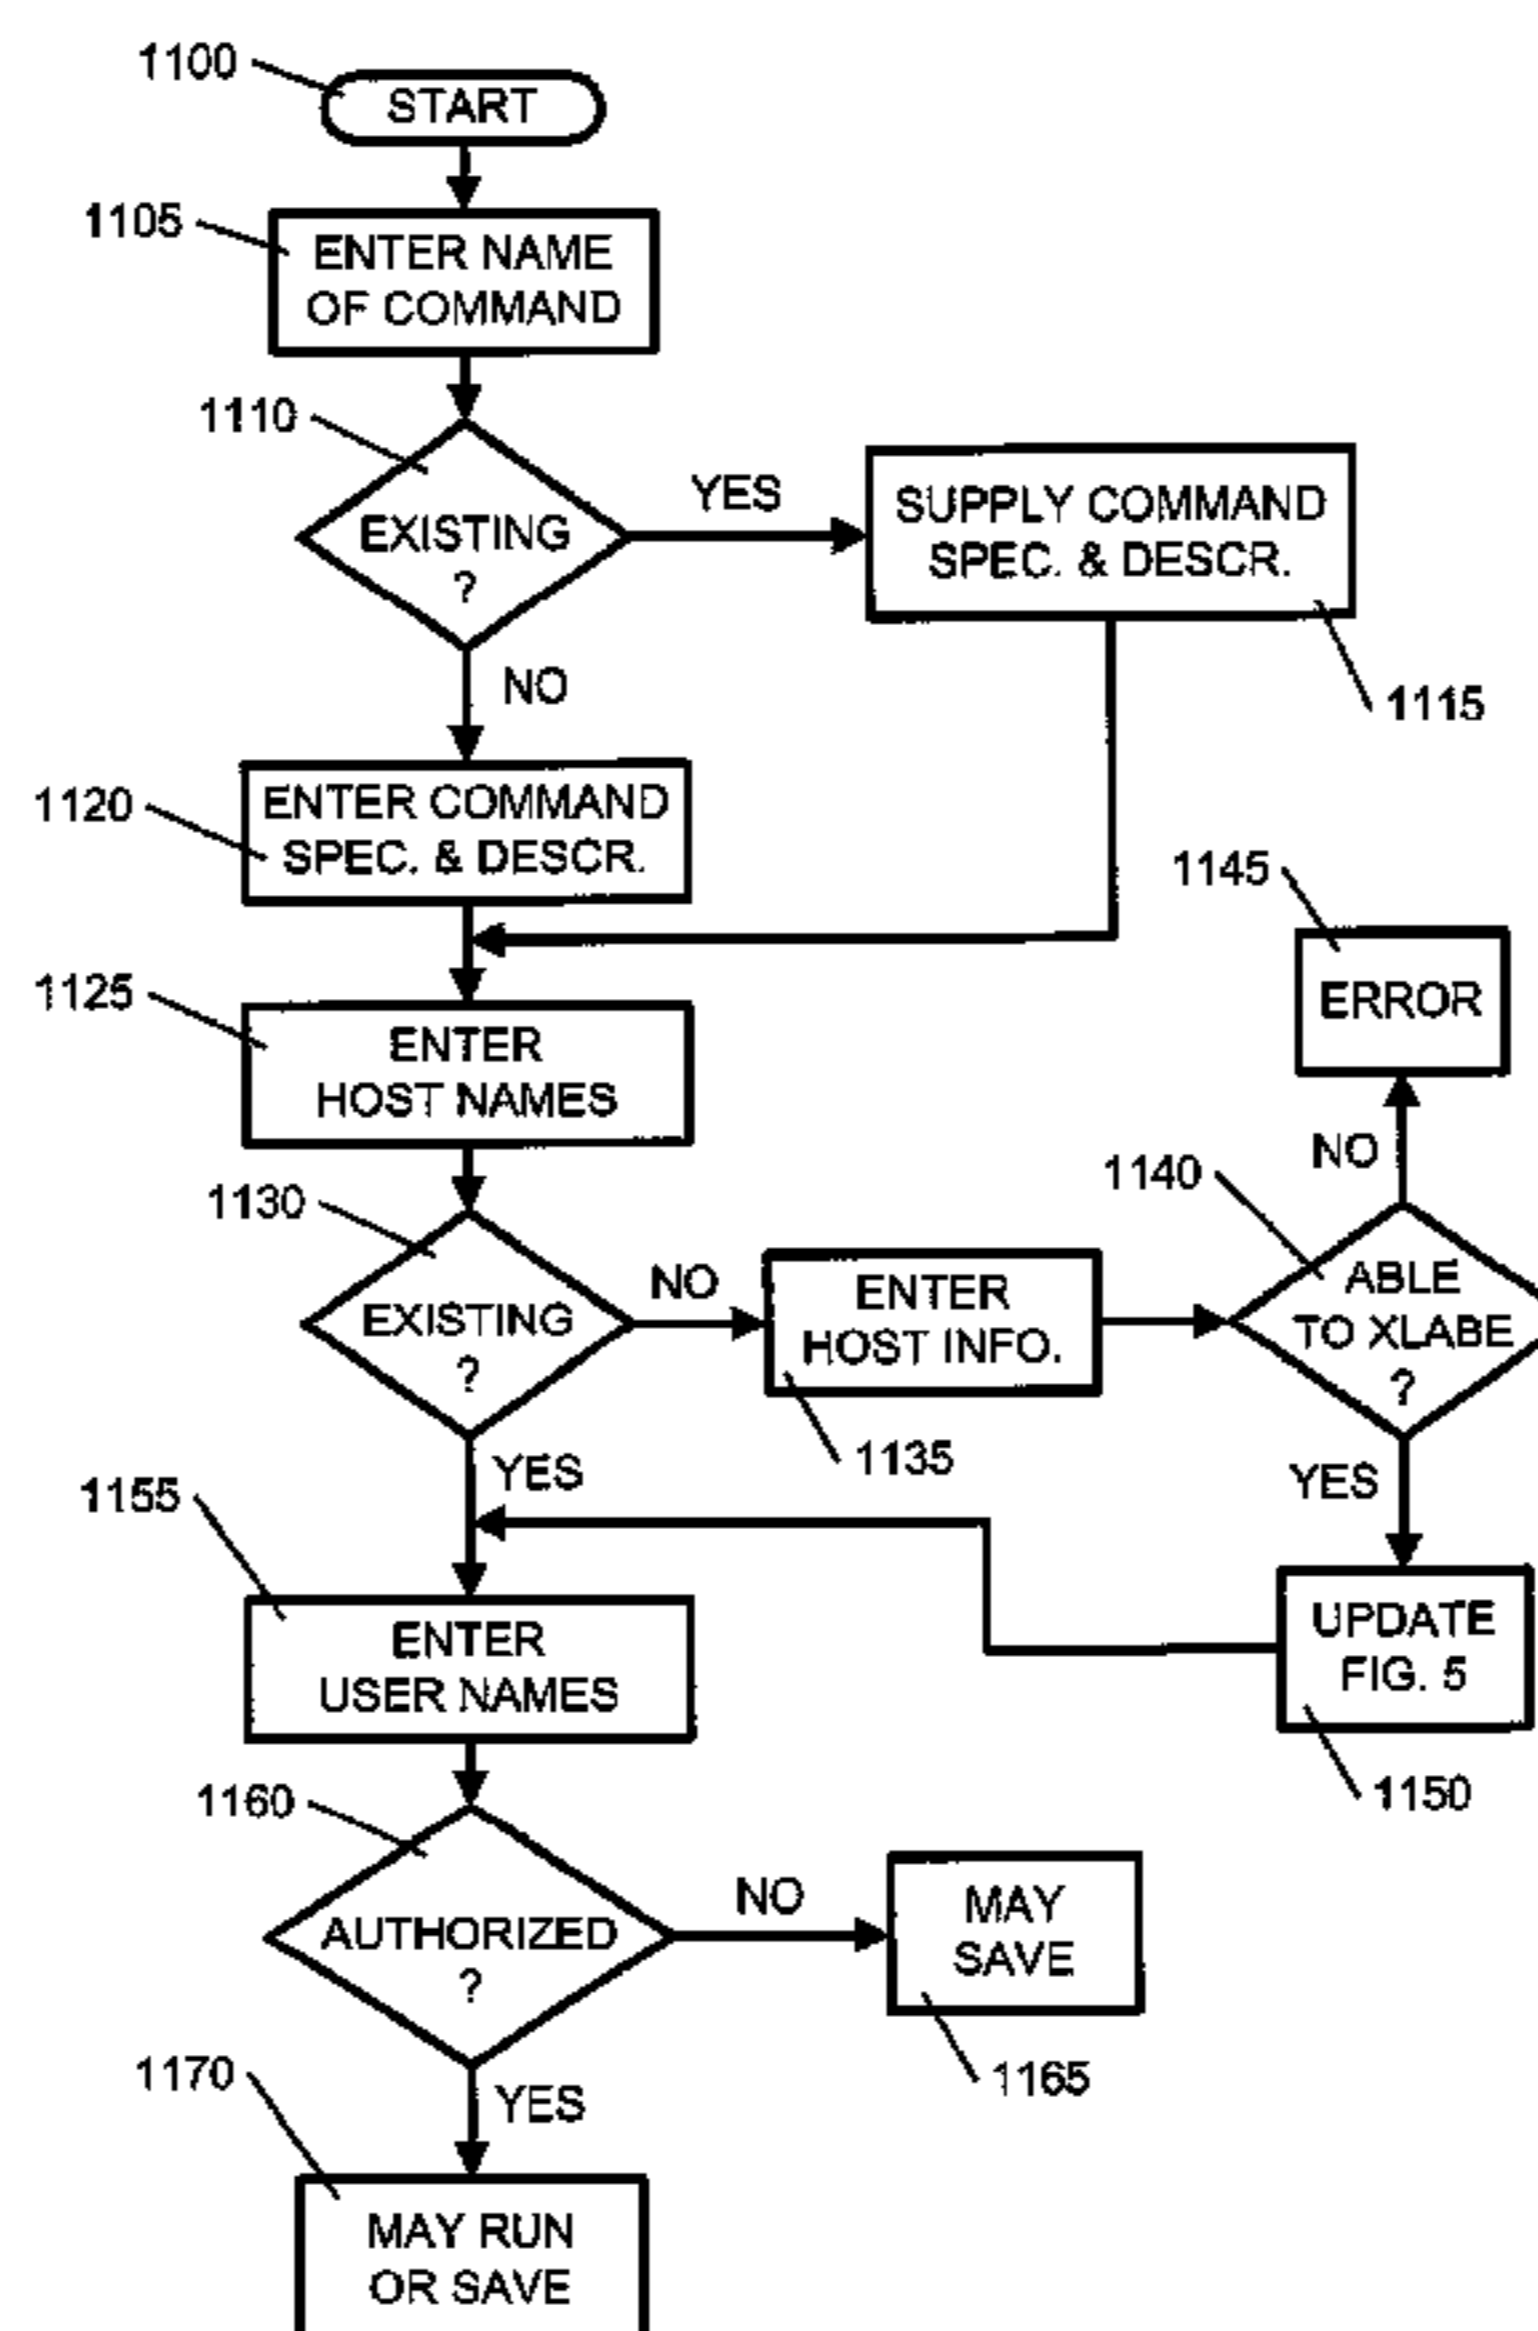 1100
START
1105
ENTER NAME
OF COMMAND
1110
EXISTING
?
YES
SUPPLY COMMAND
SPEC. & DESCR.
1115
NO
1120
ENTER COMMAND
SPEC. & DESCR.
1145
ERROR
1125
ENTER
HOST NAMES
NO
1140
1130
EXISTING
?
NO
ENTER
HOST INFO.
1135
ABLE
TO XLABE
?
YES
YES
1155
ENTER
USER NAMES
UPDATE
FIG. 5
1150
1160
AUTHORIZED
?
NO
MAY
SAVE
1165
YES
1170
MAY RUN
OR SAVE